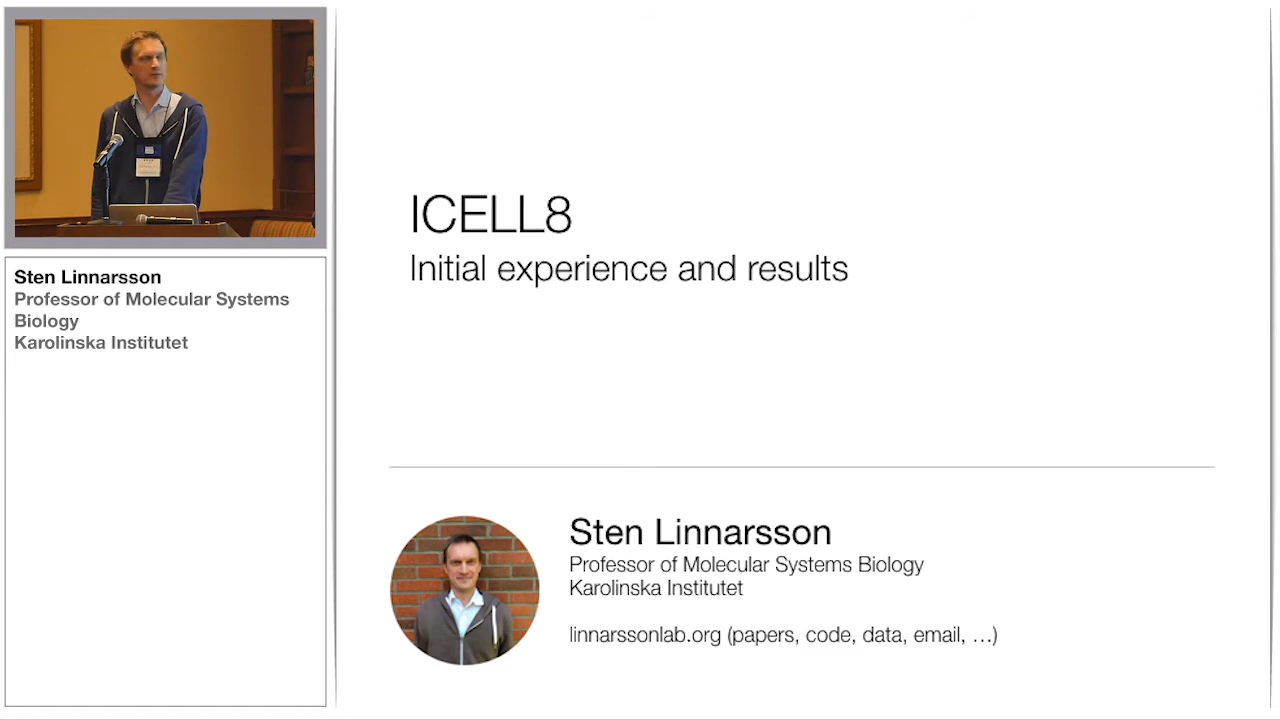 Sten Linnarsson
Professor of Molecular Systems
Biology
Karolinska Institutet
ICELL8
Initial experience and results
Sten Linnarsson
Professor of Molecular Systems Biology
Karolinska Institutet
linnarssonlab.org (papers, code, data, email, …)